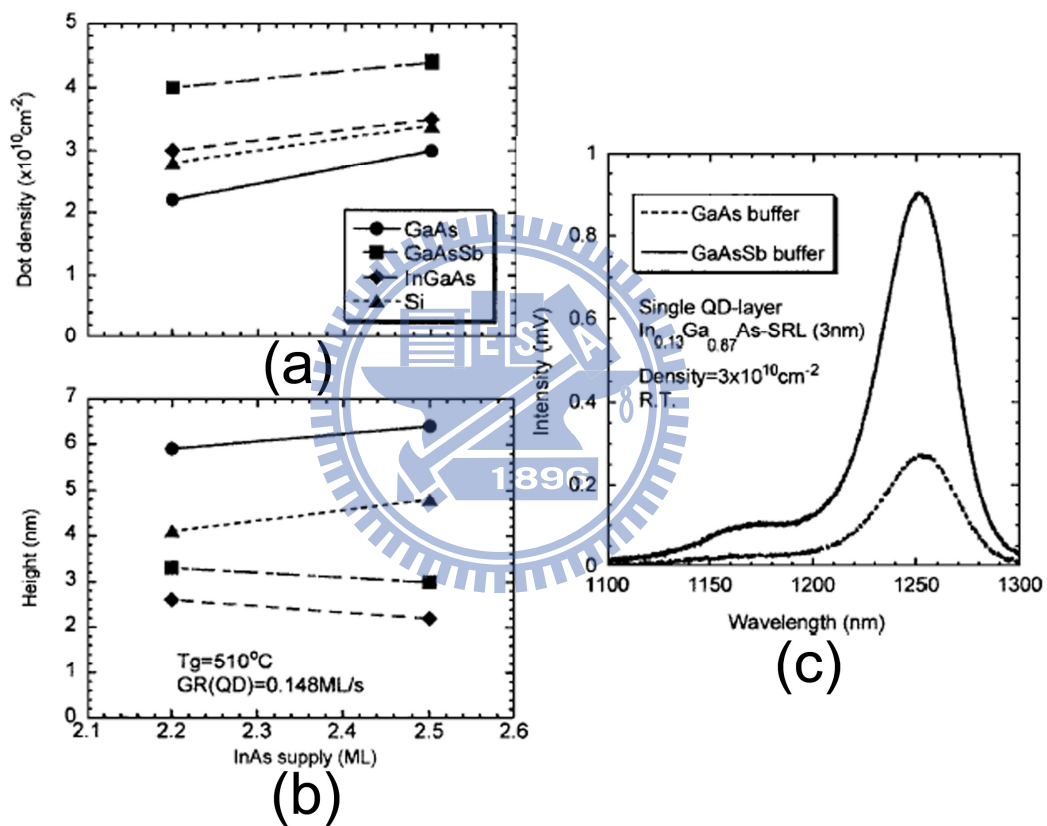 5
4
3
2
1
0
Dot density (x10^10cm^-2)
GaAs
GaAsSb
InGaAs
Si
(a)
7
6
5
4
3
2
1
0
Height (nm)
Tg=510°C
GR(QD)=0.148ML/s
2.1 2.2 2.3 2.4 2.5 2.6
InAs supply (ML)
(b)
1
0.8
0.6
0.4
0.2
0
Intensity (mV)
GaAs buffer
GaAsSb buffer
Single QD-layer
In0.13Ga0.87As-SRL (3nm)
Density=3x10^10cm^-2
R.T.
1100 1150 1200 1250 1300
Wavelength (nm)
(c)
E S A
8
1896